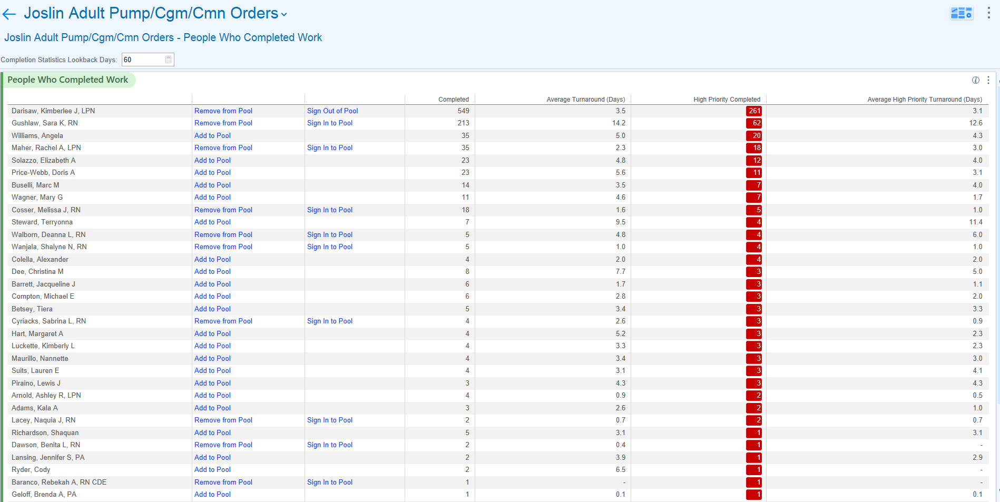 Joslin Adult Pump/Cgm/Cmn Orders
Joslin Adult Pump/Cgm/Cmn Orders - People Who Completed Work
Completion Statistics Lookback Days: 60
People Who Completed Work
Completed Average Turnaround (Days) High Priority Completed Average High Priority Turnaround (Days)
Darisaw, Kimberlee J, LPN Remove from Pool Sign Out of Pool 549 3.5 261 3.1
Gushlaw, Sara K, RN Remove from Pool Sign In to Pool 213 14.2 62 12.6
Williams, Angela Add to Pool 35 5.0 20 4.3
Maher, Rachel A, LPN Remove from Pool Sign In to Pool 35 2.3 18 3.0
Solazzo, Elizabeth A Add to Pool 23 4.8 12 4.0
Price-Webb, Doris A Add to Pool 23 5.6 11 3.1
Buselli, Marc M Add to Pool 14 3.5 7 4.0
Wagner, Mary G Add to Pool 11 4.6 7 1.7
Cosser, Melissa J, RN Remove from Pool Sign In to Pool 18 1.6 5 1.0
Steward, Terryonna Add to Pool 7 9.5 4 11.4
Walborn, Deanna L, RN Remove from Pool Sign In to Pool 5 4.8 4 6.0
Wanjala, Shalyne N, RN Remove from Pool Sign In to Pool 5 1.0 4 1.0
Colella, Alexander Add to Pool 4 2.0 4 2.0
Dee, Christina M Add to Pool 8 7.7 3 5.0
Barrett, Jacqueline J Add to Pool 6 1.7 3 1.1
Compton, Michael E Add to Pool 6 2.8 3 2.0
Betsey, Tiera Add to Pool 5 3.4 3 3.3
Cyriacks, Sabrina L, RN Remove from Pool Sign In to Pool 4 2.6 3 0.9
Hart, Margaret A Add to Pool 4 5.2 3 2.3
Luckette, Kimberly L Add to Pool 4 3.3 3 2.3
Maurillo, Nannette Add to Pool 4 3.4 3 3.0
Suits, Lauren E Add to Pool 4 3.1 3 4.1
Piraino, Lewis J Add to Pool 3 4.3 3 4.3
Arnold, Ashley R, LPN Add to Pool 4 0.9 2 0.5
Adams, Kala A Add to Pool 3 2.6 2 1.0
Lacey, Naquia J, RN Remove from Pool Sign In to Pool 2 0.7 2 0.7
Richardson, Shaquan Add to Pool 5 3.1 1 3.1
Dawson, Benita L, RN Remove from Pool Sign In to Pool 2 0.4 1 -
Lansing, Jennifer S, PA Add to Pool 2 3.9 1 2.9
Ryder, Cody Add to Pool 2 6.5 1 -
Baranco, Rebekah A, RN CDE Remove from Pool Sign In to Pool 1 - 1 -
Geloff, Brenda A, PA Add to Pool 1 0.1 1 0.1